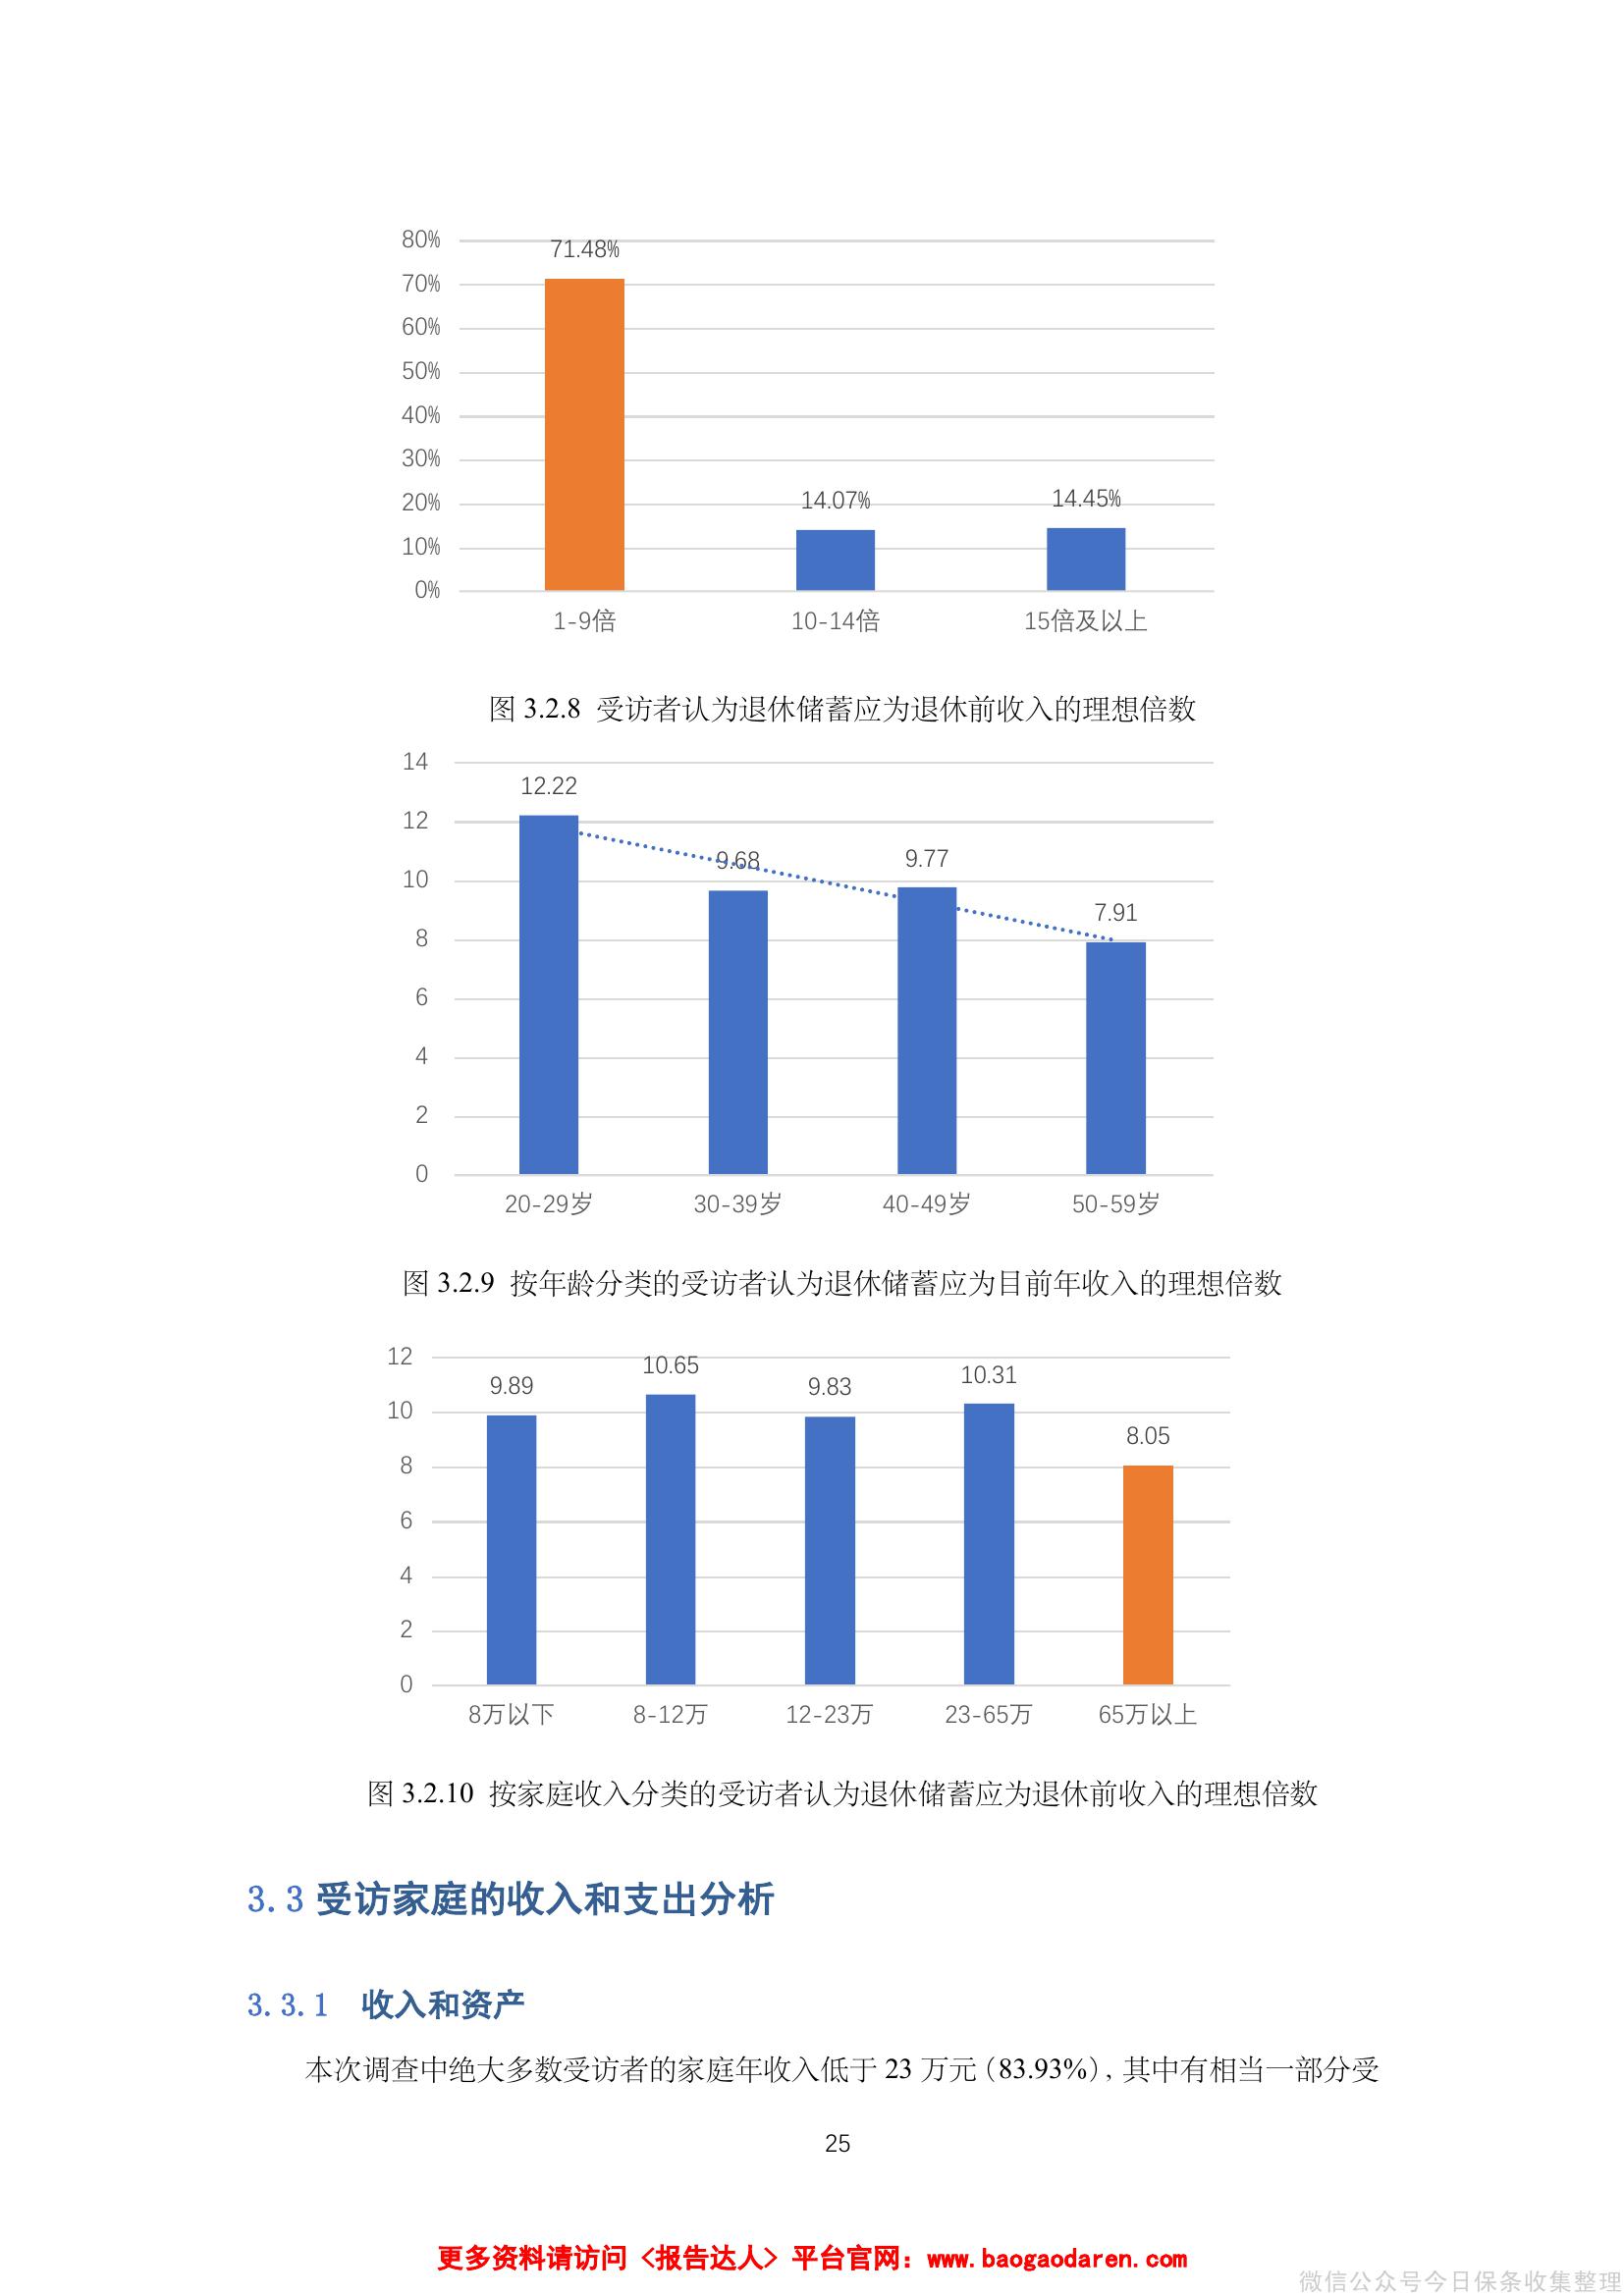 80%
71.48%
70%
60%
50%
40%
30%
20%
14.07%
14.45%
10%
0%
1-9倍
10-14倍
15倍及以上
图 3.2.8 受访者认为退休储蓄应为退休前收入的理想倍数
14
12.22
12
9.68
9.77
10
7.91
8
6
4
2
0
20-29岁
30-39岁
40-49岁
50-59岁
图 3.2.9 按年龄分类的受访者认为退休储蓄应为目前年收入的理想倍数
12
9.89
10.65
9.83
10.31
10
8.05
8
6
4
2
0
8万以下
8-12万
12-23万
23-65万
65万以上
图 3.2.10 按家庭收入分类的受访者认为退休储蓄应为退休前收入的理想倍数
3.3 受访家庭的收入和支出分析
3.3.1 收入和资产
本次调查中绝大多数受访者的家庭年收入低于 23 万元（83.93%），其中有相当一部分受
25
更多资料请访问《报告达人》平台官网：www.baogaodaren.com
微信公众号今日保条收集整理